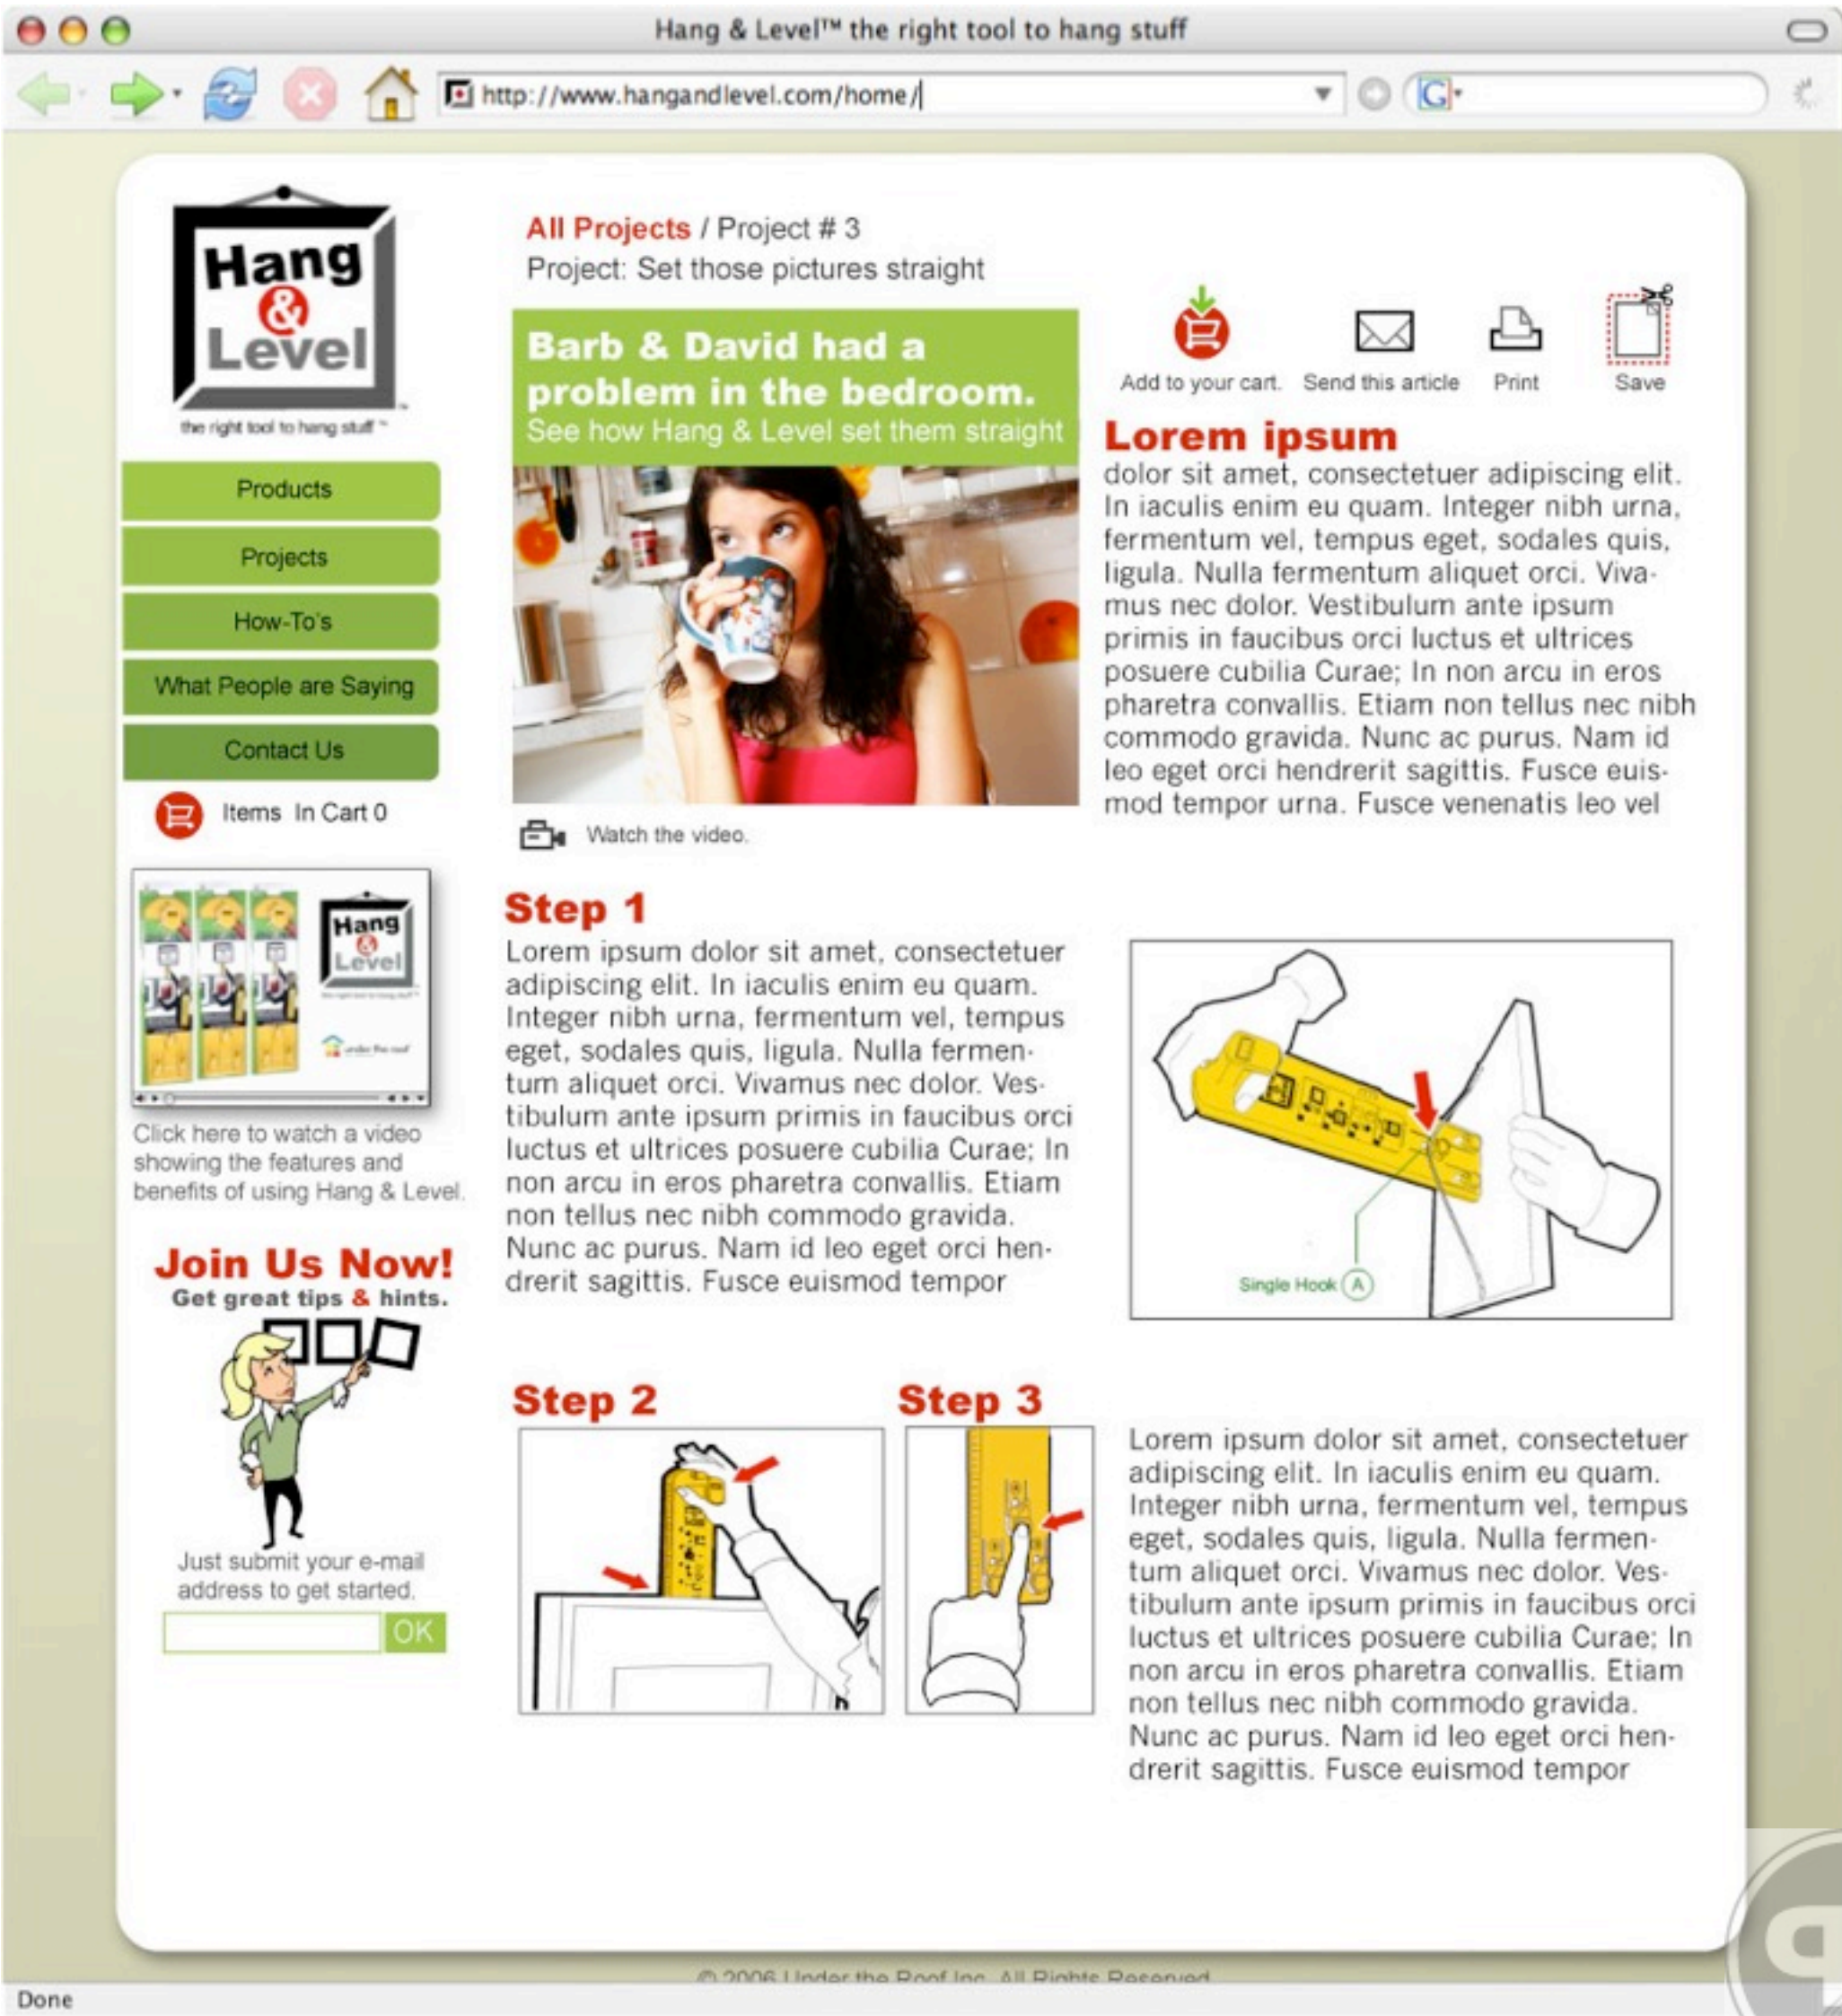 Hang & Level™ the right tool to hang stuff
http://www.hangandlevel.com/home/
G
Hang
&
Level
™
the right tool to hang stuff ™
Products
Projects
How-To's
What People are Saying
Contact Us
Items In Cart 0
Hang
&
Level
under the roof
Click here to watch a video
showing the features and
benefits of using Hang & Level.
Join Us Now!
Get great tips & hints.
Just submit your e-mail
address to get started.
OK
All Projects / Project # 3
Project: Set those pictures straight
Barb & David had a
problem in the bedroom.
See how Hang & Level set them straight
Watch the video.
Add to your cart.
Send this article
Print
Save
Lorem ipsum
dolor sit amet, consectetuer adipiscing elit.
In iaculis enim eu quam. Integer nibh urna,
fermentum vel, tempus eget, sodales quis,
ligula. Nulla fermentum aliquet orci. Viva-
mus nec dolor. Vestibulum ante ipsum
primis in faucibus orci luctus et ultrices
posuere cubilia Curae; In non arcu in eros
pharetra convallis. Etiam non tellus nec nibh
commodo gravida. Nunc ac purus. Nam id
leo eget orci hendrerit sagittis. Fusce euis-
mod tempor urna. Fusce venenatis leo vel
Step 1
Lorem ipsum dolor sit amet, consectetuer
adipiscing elit. In iaculis enim eu quam.
Integer nibh urna, fermentum vel, tempus
eget, sodales quis, ligula. Nulla fermen-
tum aliquet orci. Vivamus nec dolor. Ves-
tibulum ante ipsum primis in faucibus orci
luctus et ultrices posuere cubilia Curae; In
non arcu in eros pharetra convallis. Etiam
non tellus nec nibh commodo gravida.
Nunc ac purus. Nam id leo eget orci hen-
drerit sagittis. Fusce euismod tempor
Single Hook A
Step 2
Step 3
Lorem ipsum dolor sit amet, consectetuer
adipiscing elit. In iaculis enim eu quam.
Integer nibh urna, fermentum vel, tempus
eget, sodales quis, ligula. Nulla fermen-
tum aliquet orci. Vivamus nec dolor. Ves-
tibulum ante ipsum primis in faucibus orci
luctus et ultrices posuere cubilia Curae; In
non arcu in eros pharetra convallis. Etiam
non tellus nec nibh commodo gravida.
Nunc ac purus. Nam id leo eget orci hen-
drerit sagittis. Fusce euismod tempor
© 2006 Under the Roof Inc. All Rights Reserved
Done